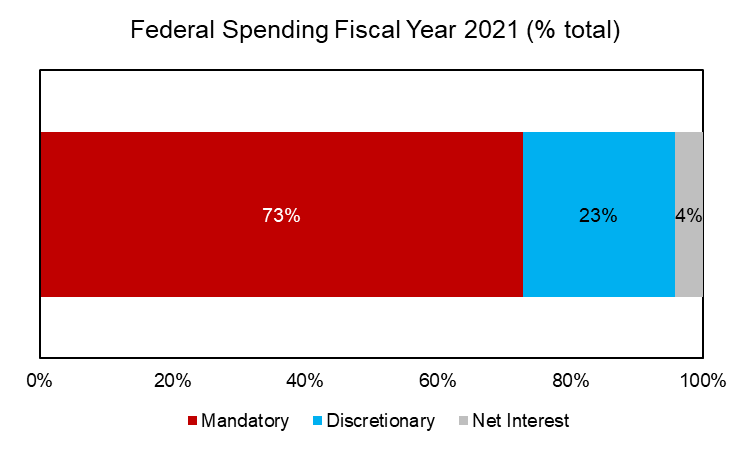 Federal Spending Fiscal Year 2021 (% total)
73% 23% 4%
0% 20% 40% 60% 80% 100%
Mandatory Discretionary Net Interest